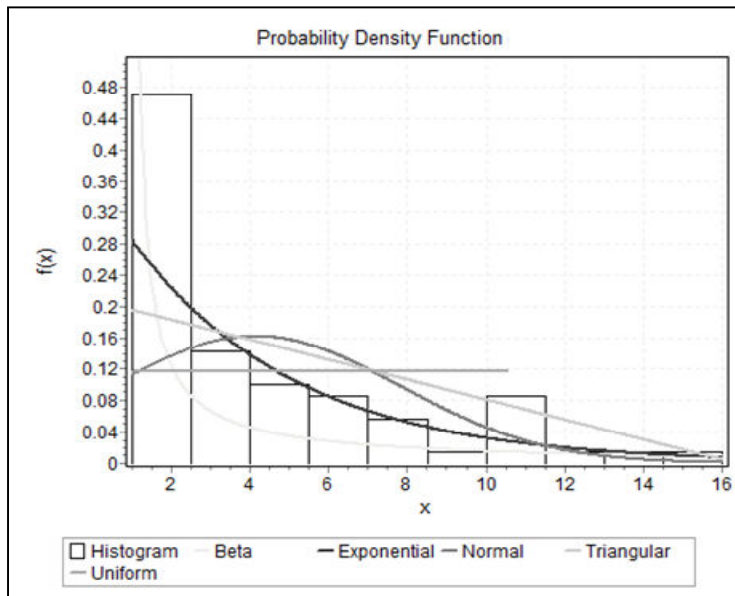 Probability Density Function
0.48
0.44
0.4
0.36
0.32
0.28
0.24
0.2
0.16
0.12
0.08
0.04
0
f(x)
2 4 6 8 10 12 14 16
x
Histogram Beta Exponential Normal Triangular
Uniform